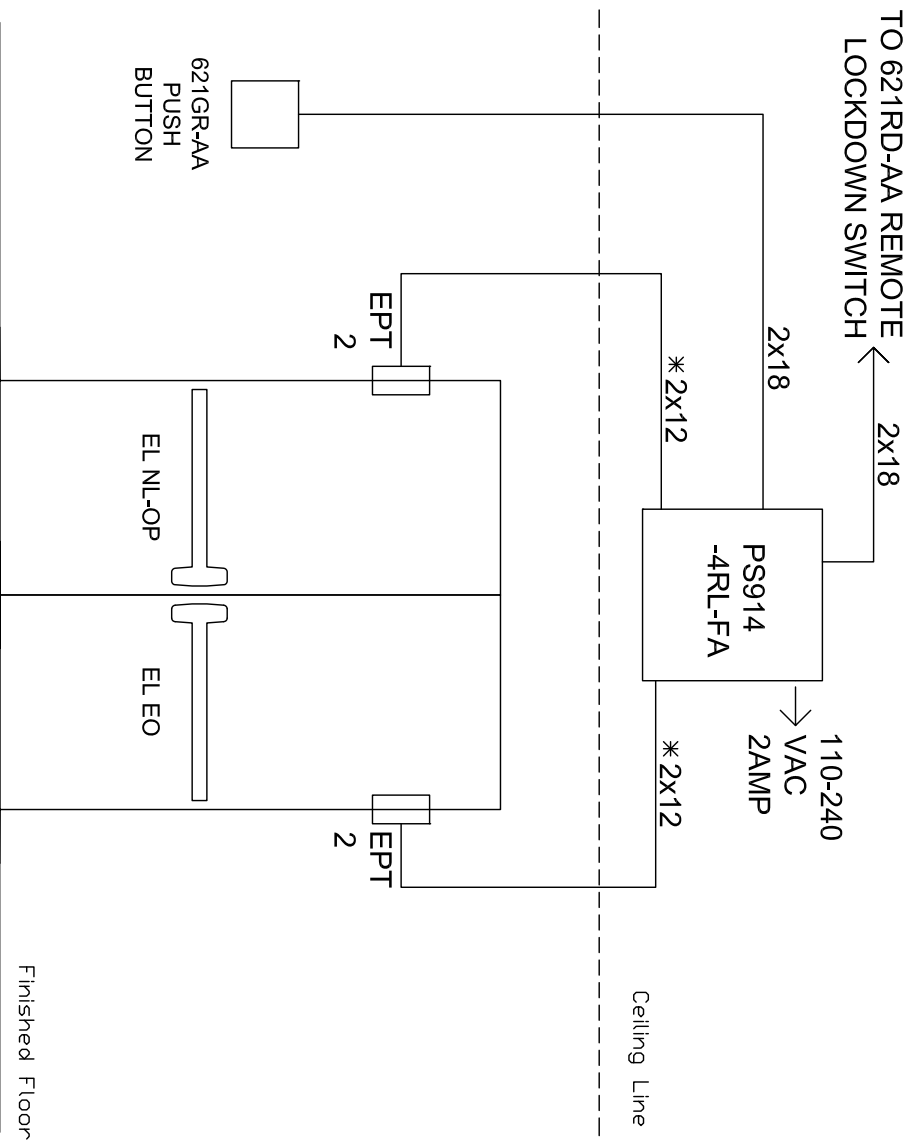 TO 621RD-AA REMOTE
LOCKDOWN SWITCH
2x18
2x18
110-240
VAC
2AMP
PS914
-4RL-FA
*2x12
*2x12
Ceiling Line
EPT
2
EPT
2
621GR-AA
PUSH
BUTTON
EL NL-OP
EL EO
Finished Floor